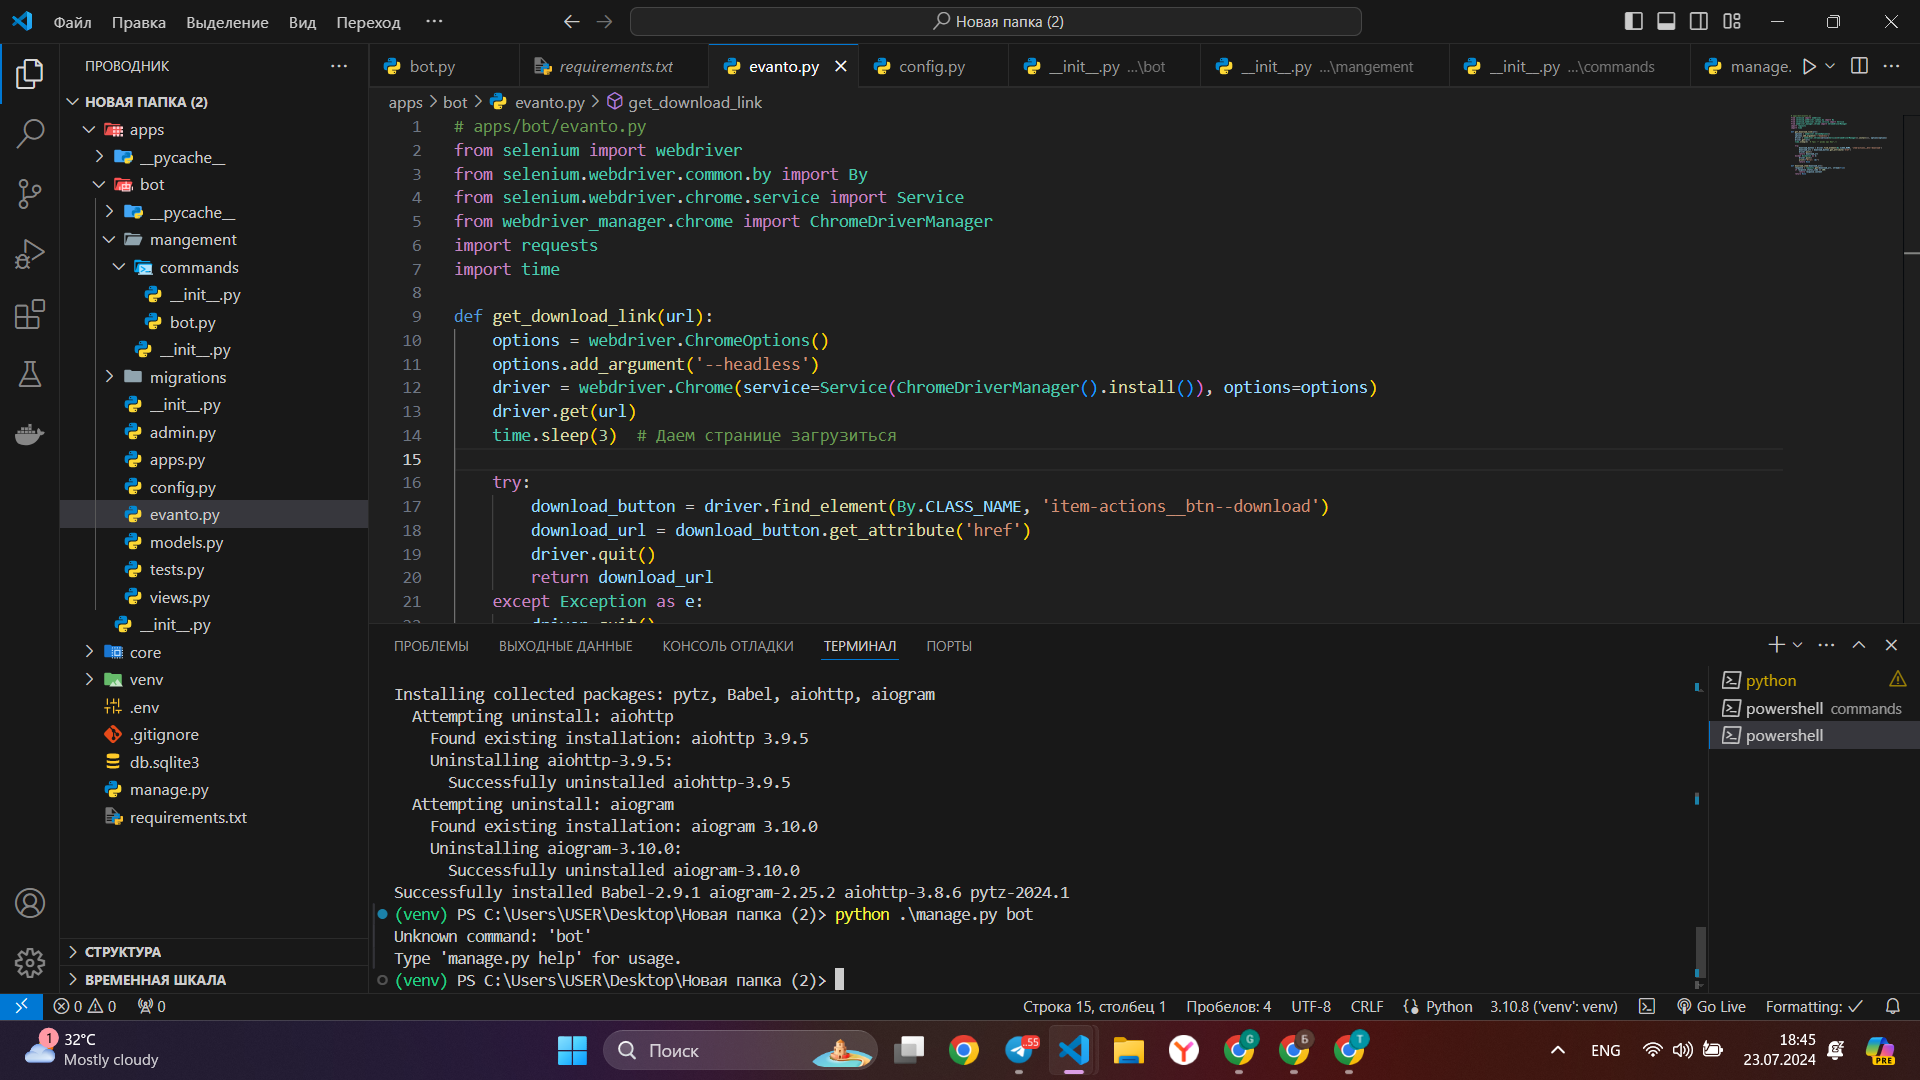 Файл Правка Выделение Вид Переход ···
Новая папка (2)
ПРОВОДНИК
НОВАЯ ПАПКА (2)
apps
__pycache__
bot
__pycache__
mangement
commands
__init__.py
bot.py
__init__.py
migrations
__init__.py
admin.py
apps.py
config.py
evanto.py
models.py
tests.py
views.py
__init__.py
core
venv
.env
.gitignore
db.sqlite3
manage.py
requirements.txt
СТРУКТУРА
ВРЕМЕННАЯ ШКАЛА
bot.py requirements.txt evanto.py config.py __init__.py ...\bot __init__.py ...\mangement __init__.py ...\commands manage.
apps > bot > evanto.py > get_download_link
1 # apps/bot/evanto.py
2 from selenium import webdriver
3 from selenium.webdriver.common.by import By
4 from selenium.webdriver.chrome.service import Service
5 from webdriver_manager.chrome import ChromeDriverManager
6 import requests
7 import time
8
9 def get_download_link(url):
10 options = webdriver.ChromeOptions()
11 options.add_argument('--headless')
12 driver = webdriver.Chrome(service=Service(ChromeDriverManager().install()), options=options)
13 driver.get(url)
14 time.sleep(3) # Даем странице загрузиться
15
16 try:
17 download_button = driver.find_element(By.CLASS_NAME, 'item-actions__btn--download')
18 download_url = download_button.get_attribute('href')
19 driver.quit()
20 return download_url
21 except Exception as e:
ПРОБЛЕМЫ ВЫХОДНЫЕ ДАННЫЕ КОНСОЛЬ ОТЛАДКИ ТЕРМИНАЛ ПОРТЫ
Installing collected packages: pytz, Babel, aiohttp, aiogram
Attempting uninstall: aiohttp
Found existing installation: aiohttp 3.9.5
Uninstalling aiohttp-3.9.5:
Successfully uninstalled aiohttp-3.9.5
Attempting uninstall: aiogram
Found existing installation: aiogram 3.10.0
Uninstalling aiogram-3.10.0:
Successfully uninstalled aiogram-3.10.0
Successfully installed Babel-2.9.1 aiogram-2.25.2 aiohttp-3.8.6 pytz-2024.1
(venv) PS C:\Users\USER\Desktop\Новая папка (2)> python .\manage.py bot
Unknown command: 'bot'
Type 'manage.py help' for usage.
(venv) PS C:\Users\USER\Desktop\Новая папка (2)>
python
powershell commands
powershell
0 0 0 Строка 15, столбец 1 Пробелов: 4 UTF-8 CRLF Python 3.10.8 ('venv': venv) Go Live Formatting:
1
32°C
Mostly cloudy
Поиск
55
G
Б
T
ENG
18:45
23.07.2024
PRE